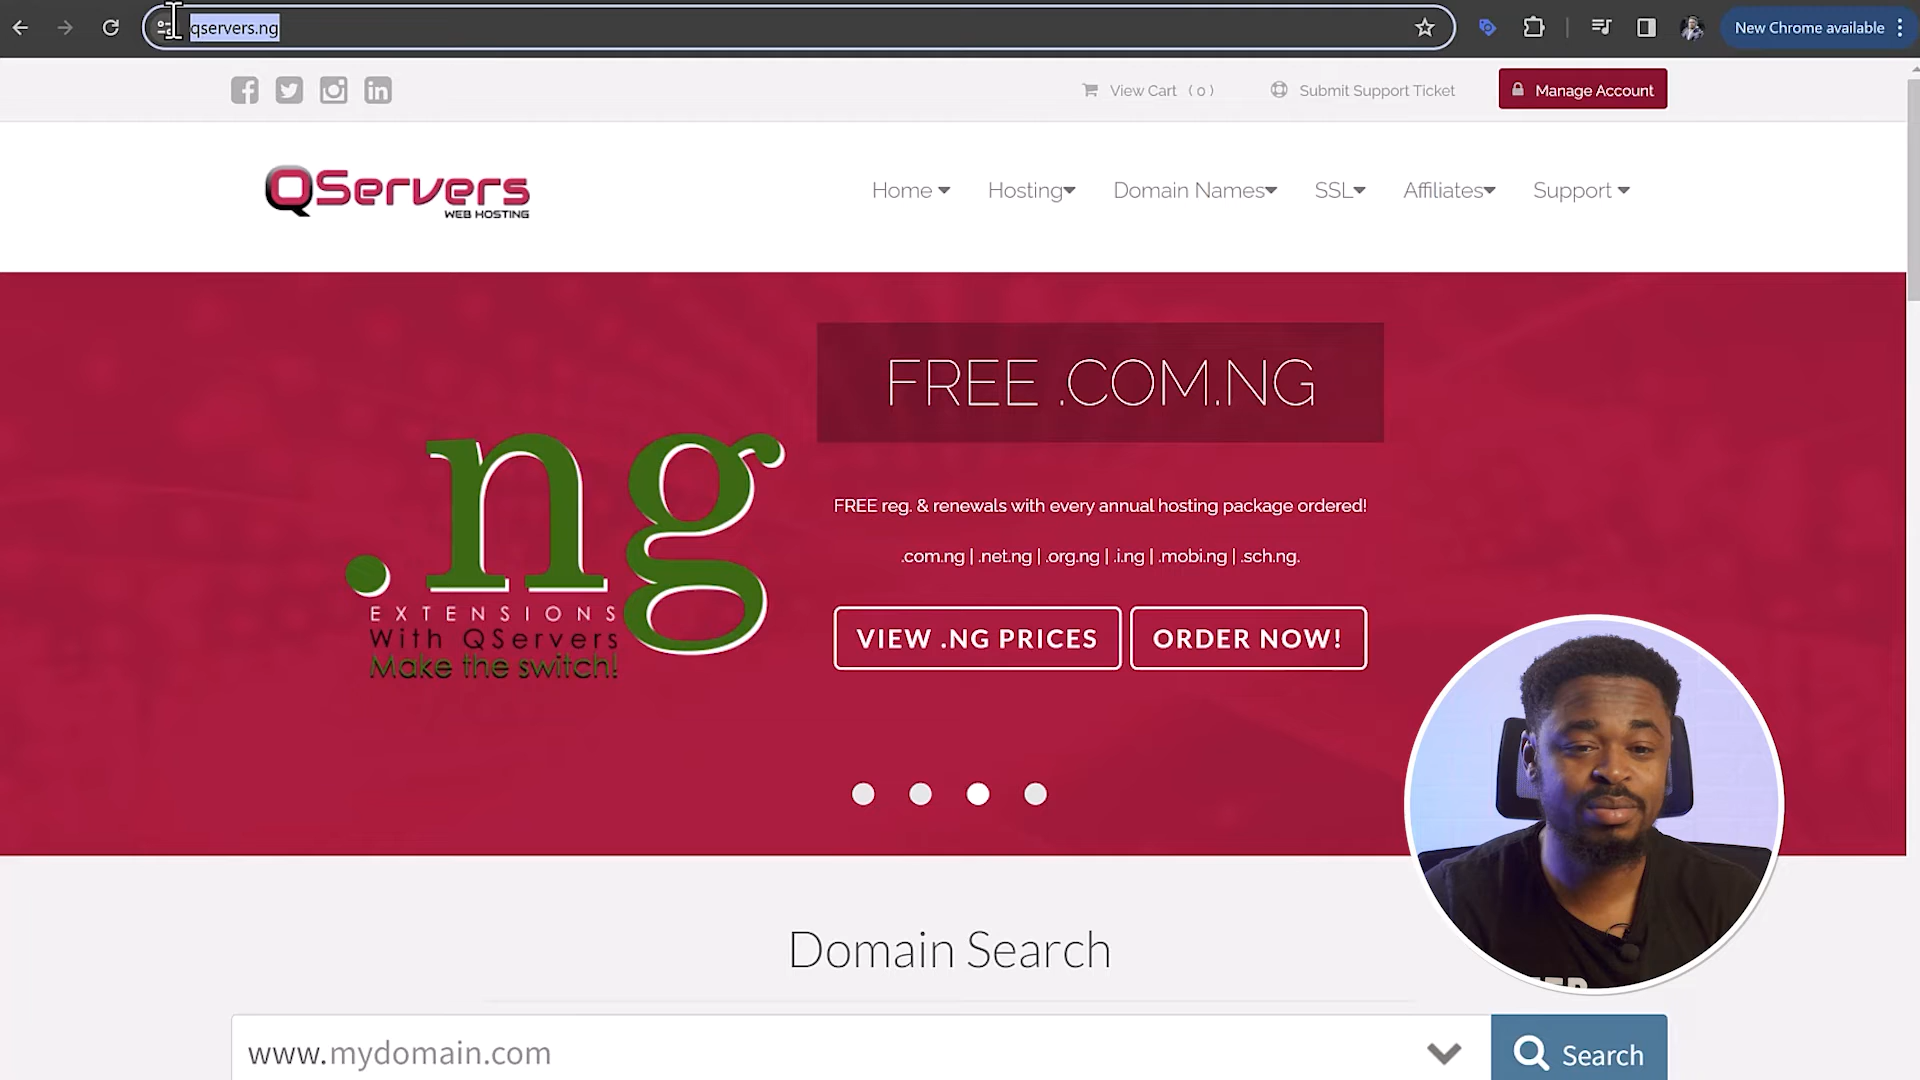 qservers.ng
New Chrome available
View Cart ( 0 )
Submit Support Ticket
Manage Account
QServers
WEB HOSTING
Home
Hosting
Domain Names
SSL
Affiliates
Support
FREE .COM.NG
FREE reg. & renewals with every annual hosting package ordered!
.com.ng | .net.ng | .org.ng | .i.ng | .mobi.ng | .sch.ng.
VIEW .NG PRICES
ORDER NOW!
.ng
EXTENSIONS
With QServers
Make the switch!
Domain Search
www.mydomain.com
Search